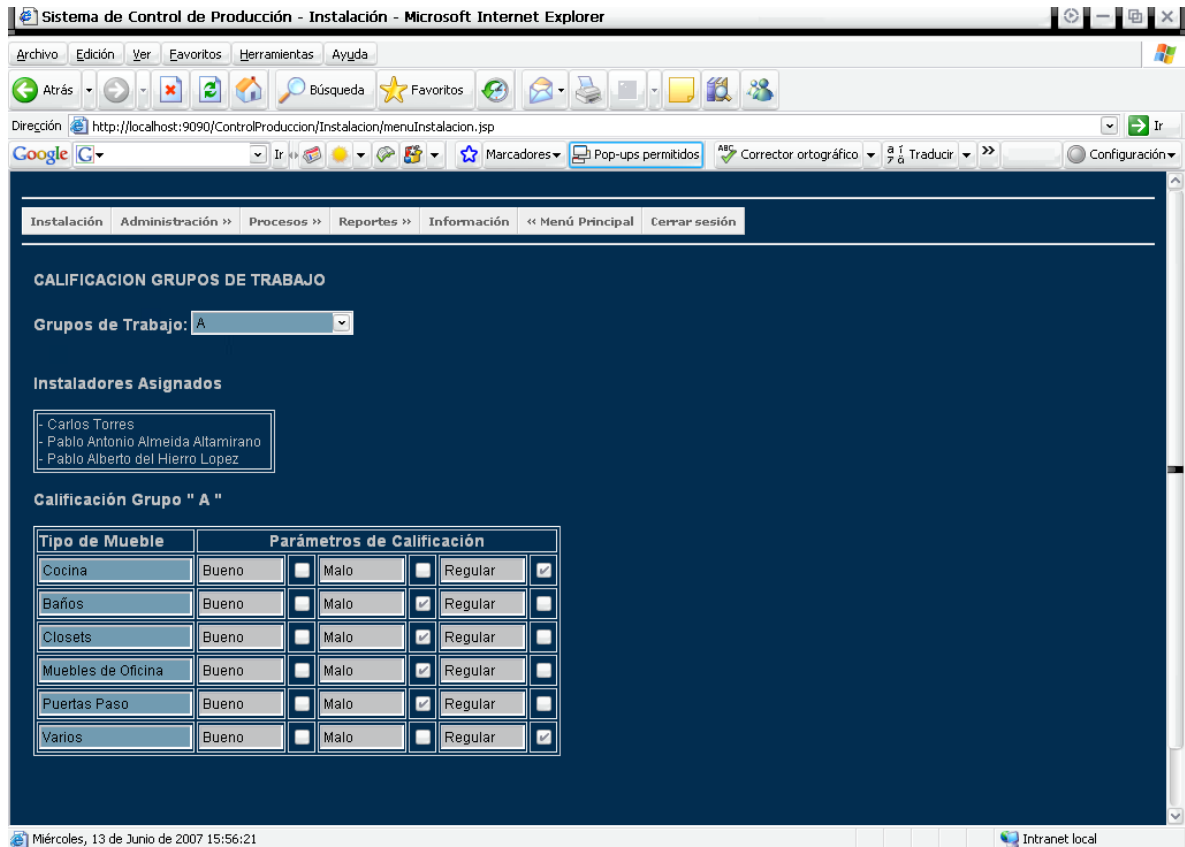 Sistema de Control de Producción - Instalación - Microsoft Internet Explorer
Archivo Edición Ver Favoritos Herramientas Ayuda
Atrás Búsqueda Favoritos
Dirección http://localhost:9090/ControlProduccion/Instalacion/menuInstalacion.jsp Ir
Google G Ir Marcadores Pop-ups permitidos ABC Corrector ortográfico Traducir » Configuración
Instalación Administración » Procesos » Reportes » Información « Menú Principal Cerrar sesión
CALIFICACION GRUPOS DE TRABAJO
Grupos de Trabajo: A
Instaladores Asignados
- Carlos Torres
- Pablo Antonio Almeida Altamirano
- Pablo Alberto del Hierro Lopez
Calificación Grupo " A "
Tipo de Mueble Parámetros de Calificación
Cocina Bueno Malo Regular
Baños Bueno Malo Regular
Closets Bueno Malo Regular
Muebles de Oficina Bueno Malo Regular
Puertas Paso Bueno Malo Regular
Varios Bueno Malo Regular
Miércoles, 13 de Junio de 2007 15:56:21 Intranet local